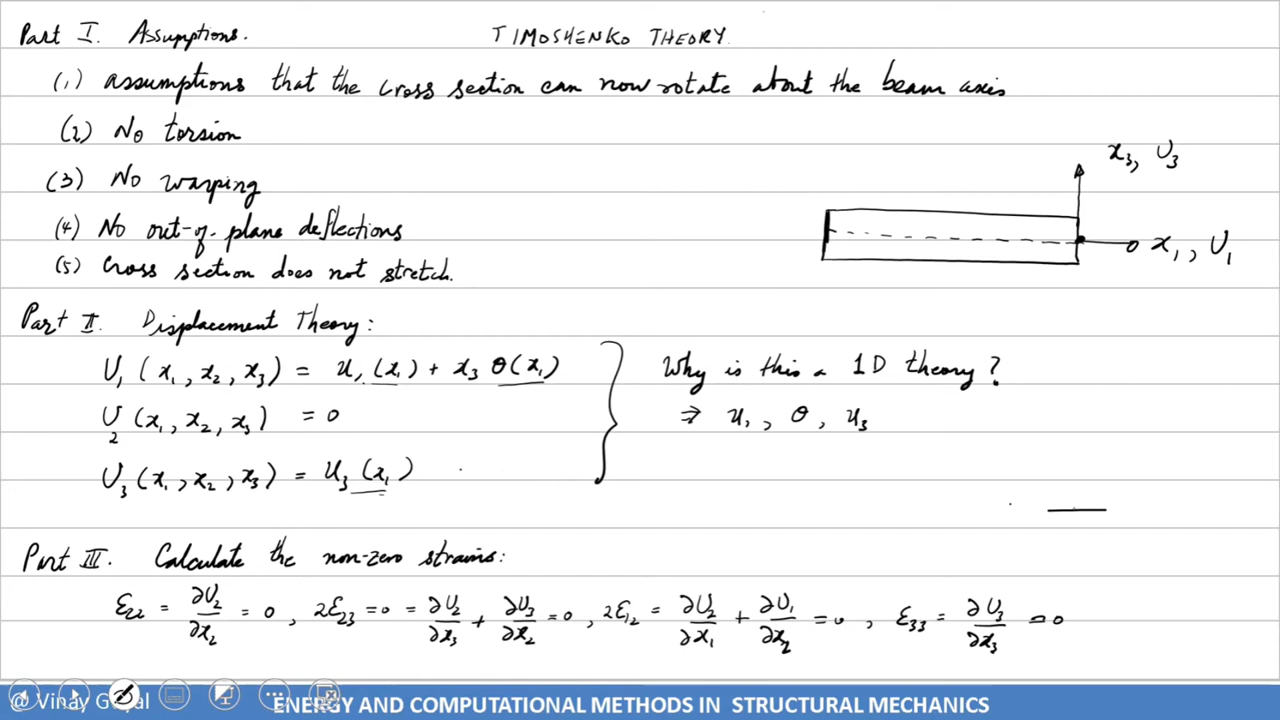 Part I. Assumptions. TIMOSHENKO THEORY.
(1) assumptions that the cross section can now rotate about the beam axis
(2) No torsion
(3) No warping
x₃, U₃
(4) No out-of-plane deflections
x₁, U₁
(5) Cross section does not stretch.
Part II. Displacement Theory:
U₁ (x₁, x₂, x₃) = u₁(x₁) + x₃ θ(x₁)
Why is this a 1D theory?
U₂ (x₁, x₂, x₃) = 0
⇒ u₁, θ, u₃
U₃ (x₁, x₂, x₃) = u₃ (x₁)
Part III. Calculate the non-zero strains:
ε₂₂ = ∂U₂/∂x₂ = 0, 2ε₂₃ = 0 = ∂U₂/∂x₃ + ∂U₃/∂x₂ = 0, 2ε₁₂ = ∂U₂/∂x₁ + ∂U₁/∂x₂ = 0, ε₃₃ = ∂U₃/∂x₃ = 0
@ Vinay Goyal ENERGY AND COMPUTATIONAL METHODS IN STRUCTURAL MECHANICS